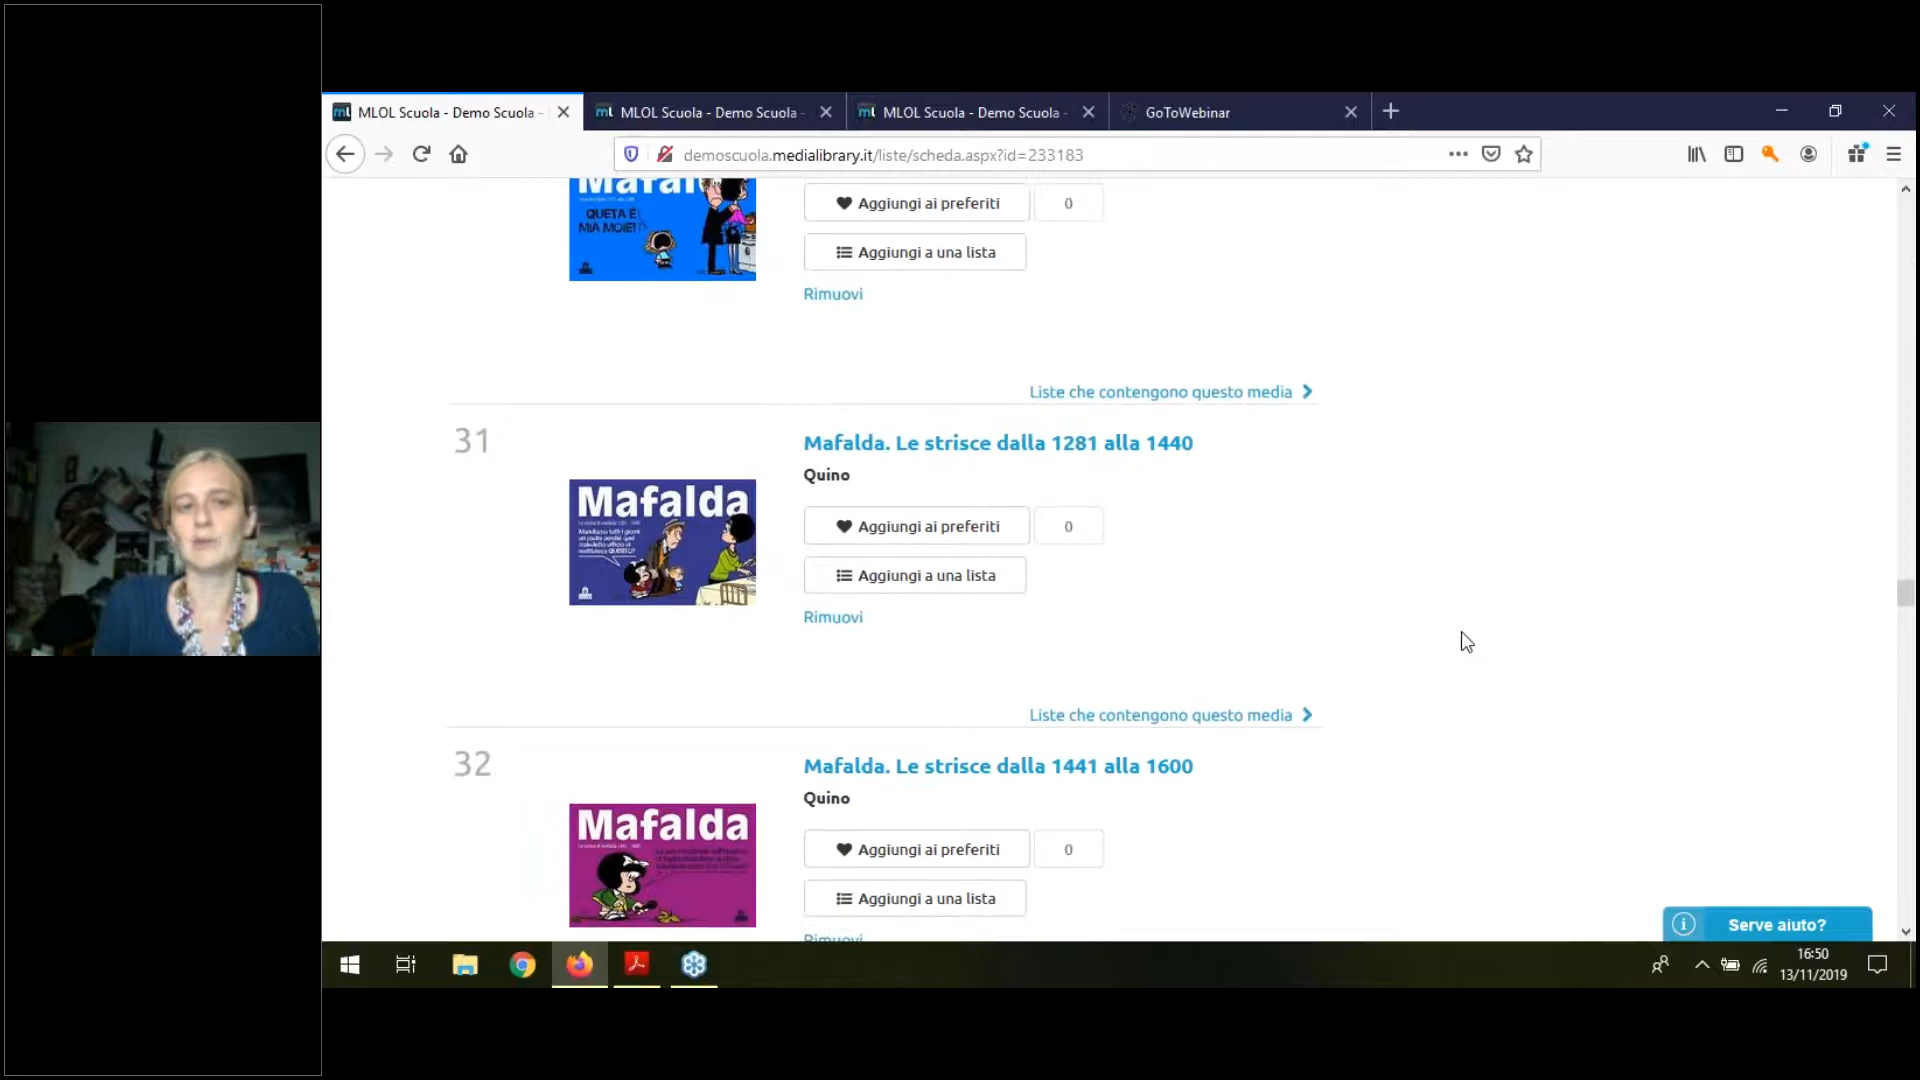 MLOL Scuola - Demo Scuola -
MLOL Scuola - Demo Scuola -
MLOL Scuola - Demo Scuola -
GoToWebinar
demoscuola.medialibrary.it/liste/scheda.aspx?id=233183
Mafalda
QUETA È
MIA MOIE!
Aggiungi ai preferiti 0
Aggiungi a una lista
Rimuovi
Liste che contengono questo media
31
Mafalda. Le strisce dalla 1281 alla 1440
Quino
Mafalda
Aggiungi ai preferiti 0
Aggiungi a una lista
Rimuovi
Liste che contengono questo media
32
Mafalda. Le strisce dalla 1441 alla 1600
Quino
Mafalda
Aggiungi ai preferiti 0
Aggiungi a una lista
Rimuovi
Serve aiuto?
16:50
13/11/2019